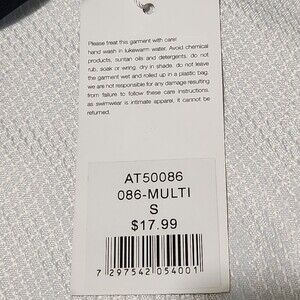 Please treat this garment with care!
hand wash in lukewarm water. Avoid chemical
products, suntan oils and detergents. do not
rub, soak or wring. dry in shade. do not leave
the garment wet and rolled up in a plastic bag.
we are not responsible for any damage resulting
from failure to follow these care instructions.
as swimwear is intimate apparel, it cannot be
returned.
AT50086
086-MULTI
S
$17.99
7 297542 054001